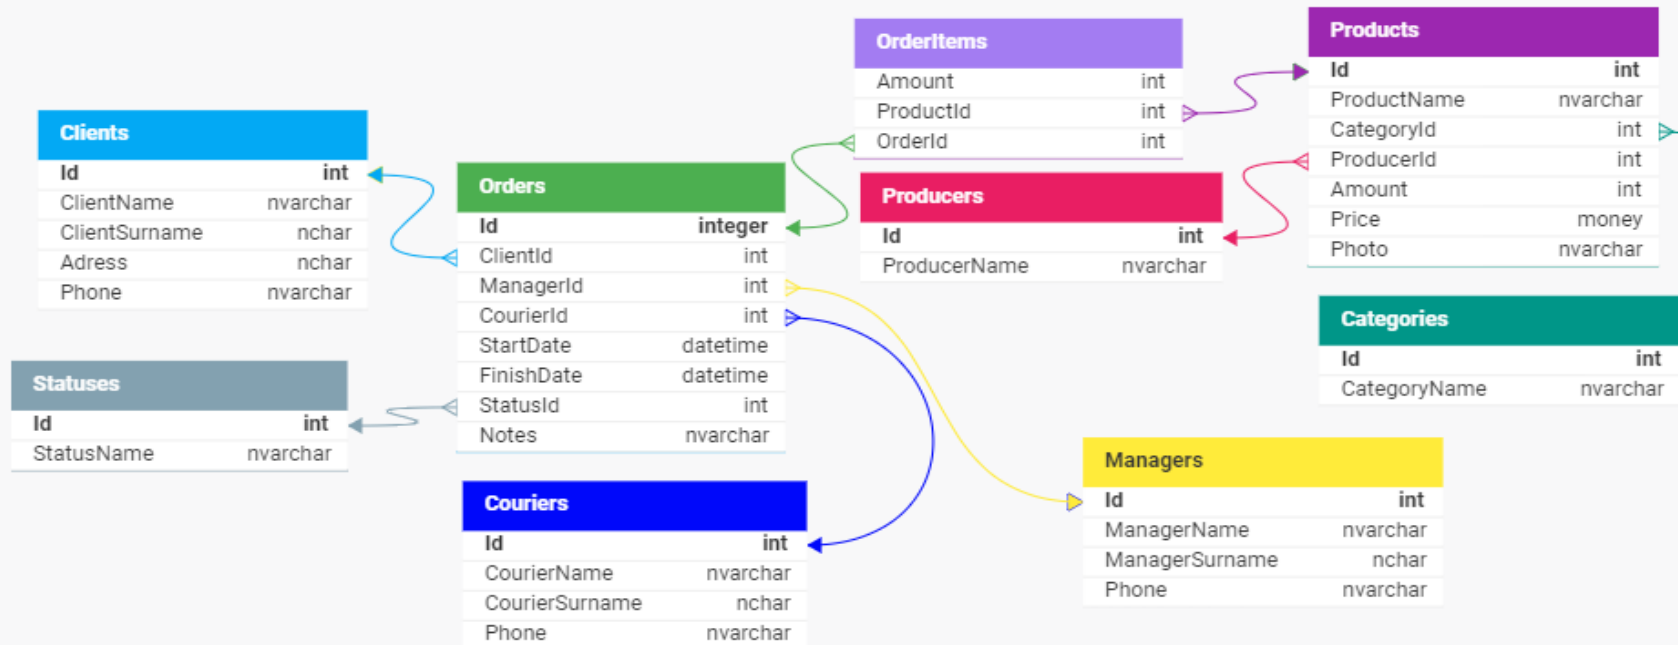 Clients
Id int
ClientName nvarchar
ClientSurname nchar
Adress nchar
Phone nvarchar
Statuses
Id int
StatusName nvarchar
Orders
Id integer
ClientId int
ManagerId int
CourierId int
StartDate datetime
FinishDate datetime
StatusId int
Notes nvarchar
Couriers
Id int
CourierName nvarchar
CourierSurname nchar
Phone nvarchar
OrderItems
Amount int
ProductId int
OrderId int
Producers
Id int
ProducerName nvarchar
Products
Id int
ProductName nvarchar
CategoryId int
ProducerId int
Amount int
Price money
Photo nvarchar
Categories
Id int
CategoryName nvarchar
Managers
Id int
ManagerName nvarchar
ManagerSurname nchar
Phone nvarchar